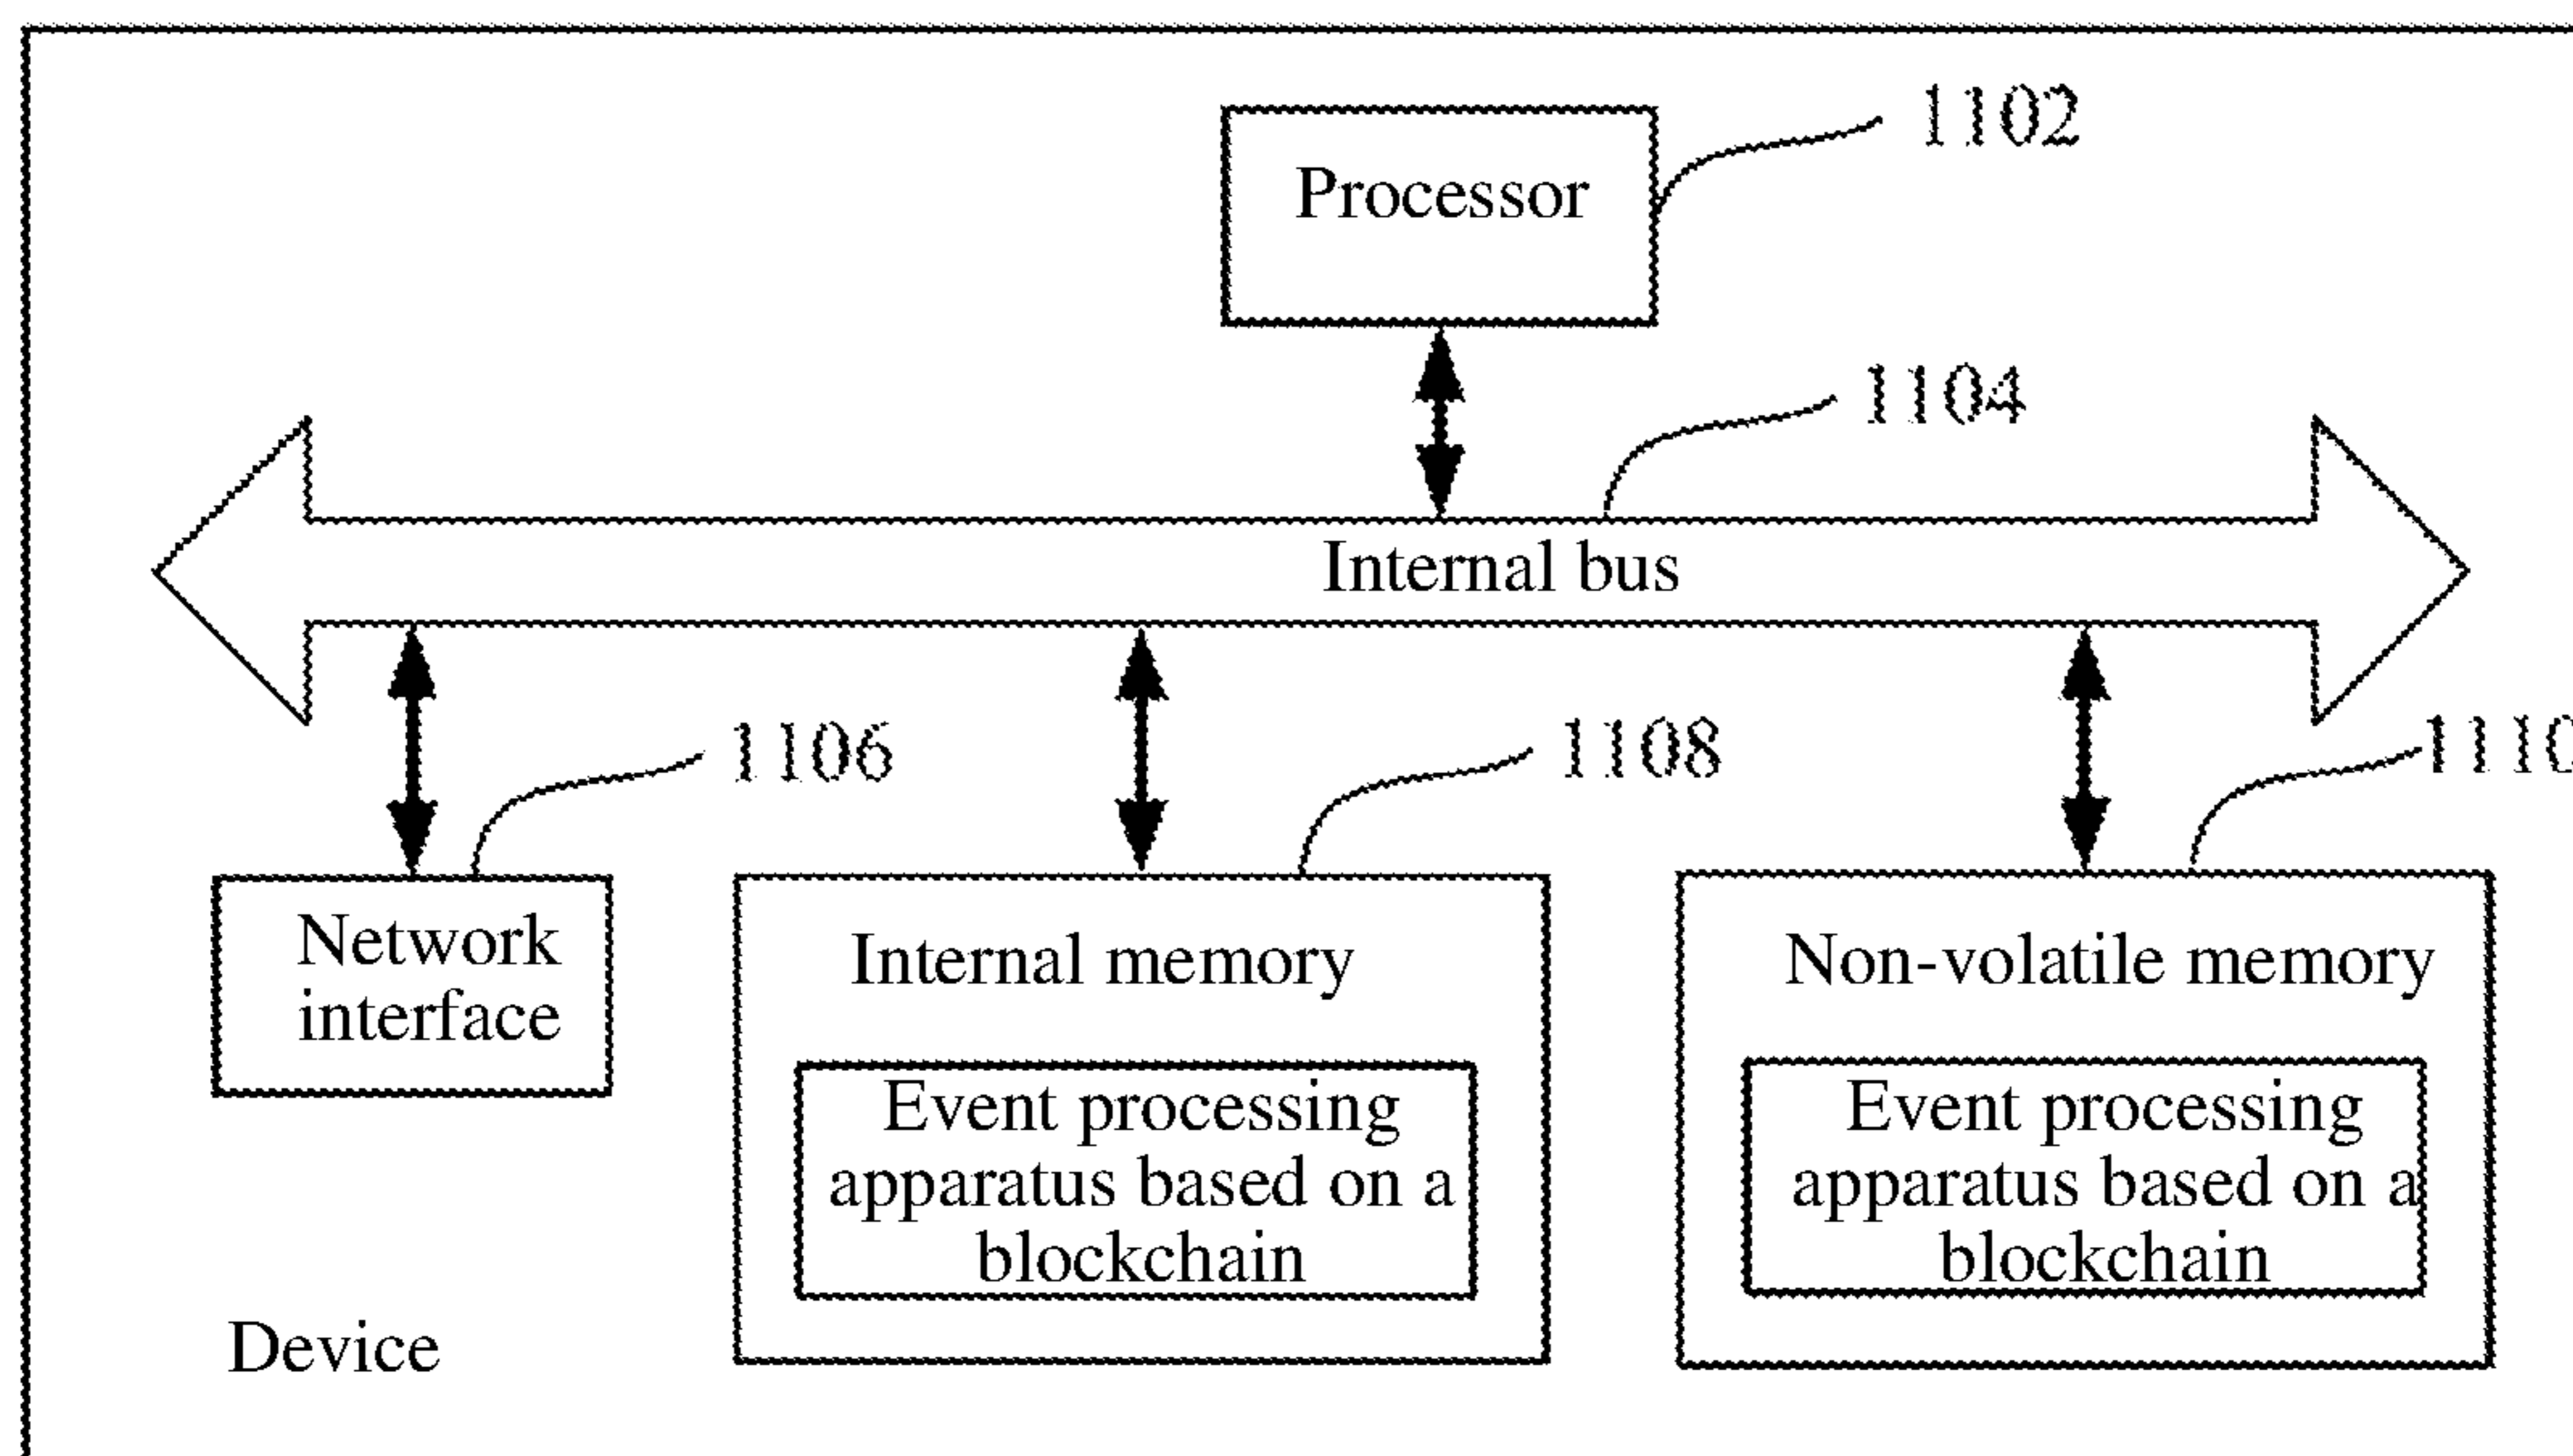 1102
Processor
1104
Internal bus
1106
1108
1110
Network
interface
Internal memory
Non-volatile memory
Event processing
apparatus based on a
blockchain
Event processing
apparatus based on a
blockchain
Device